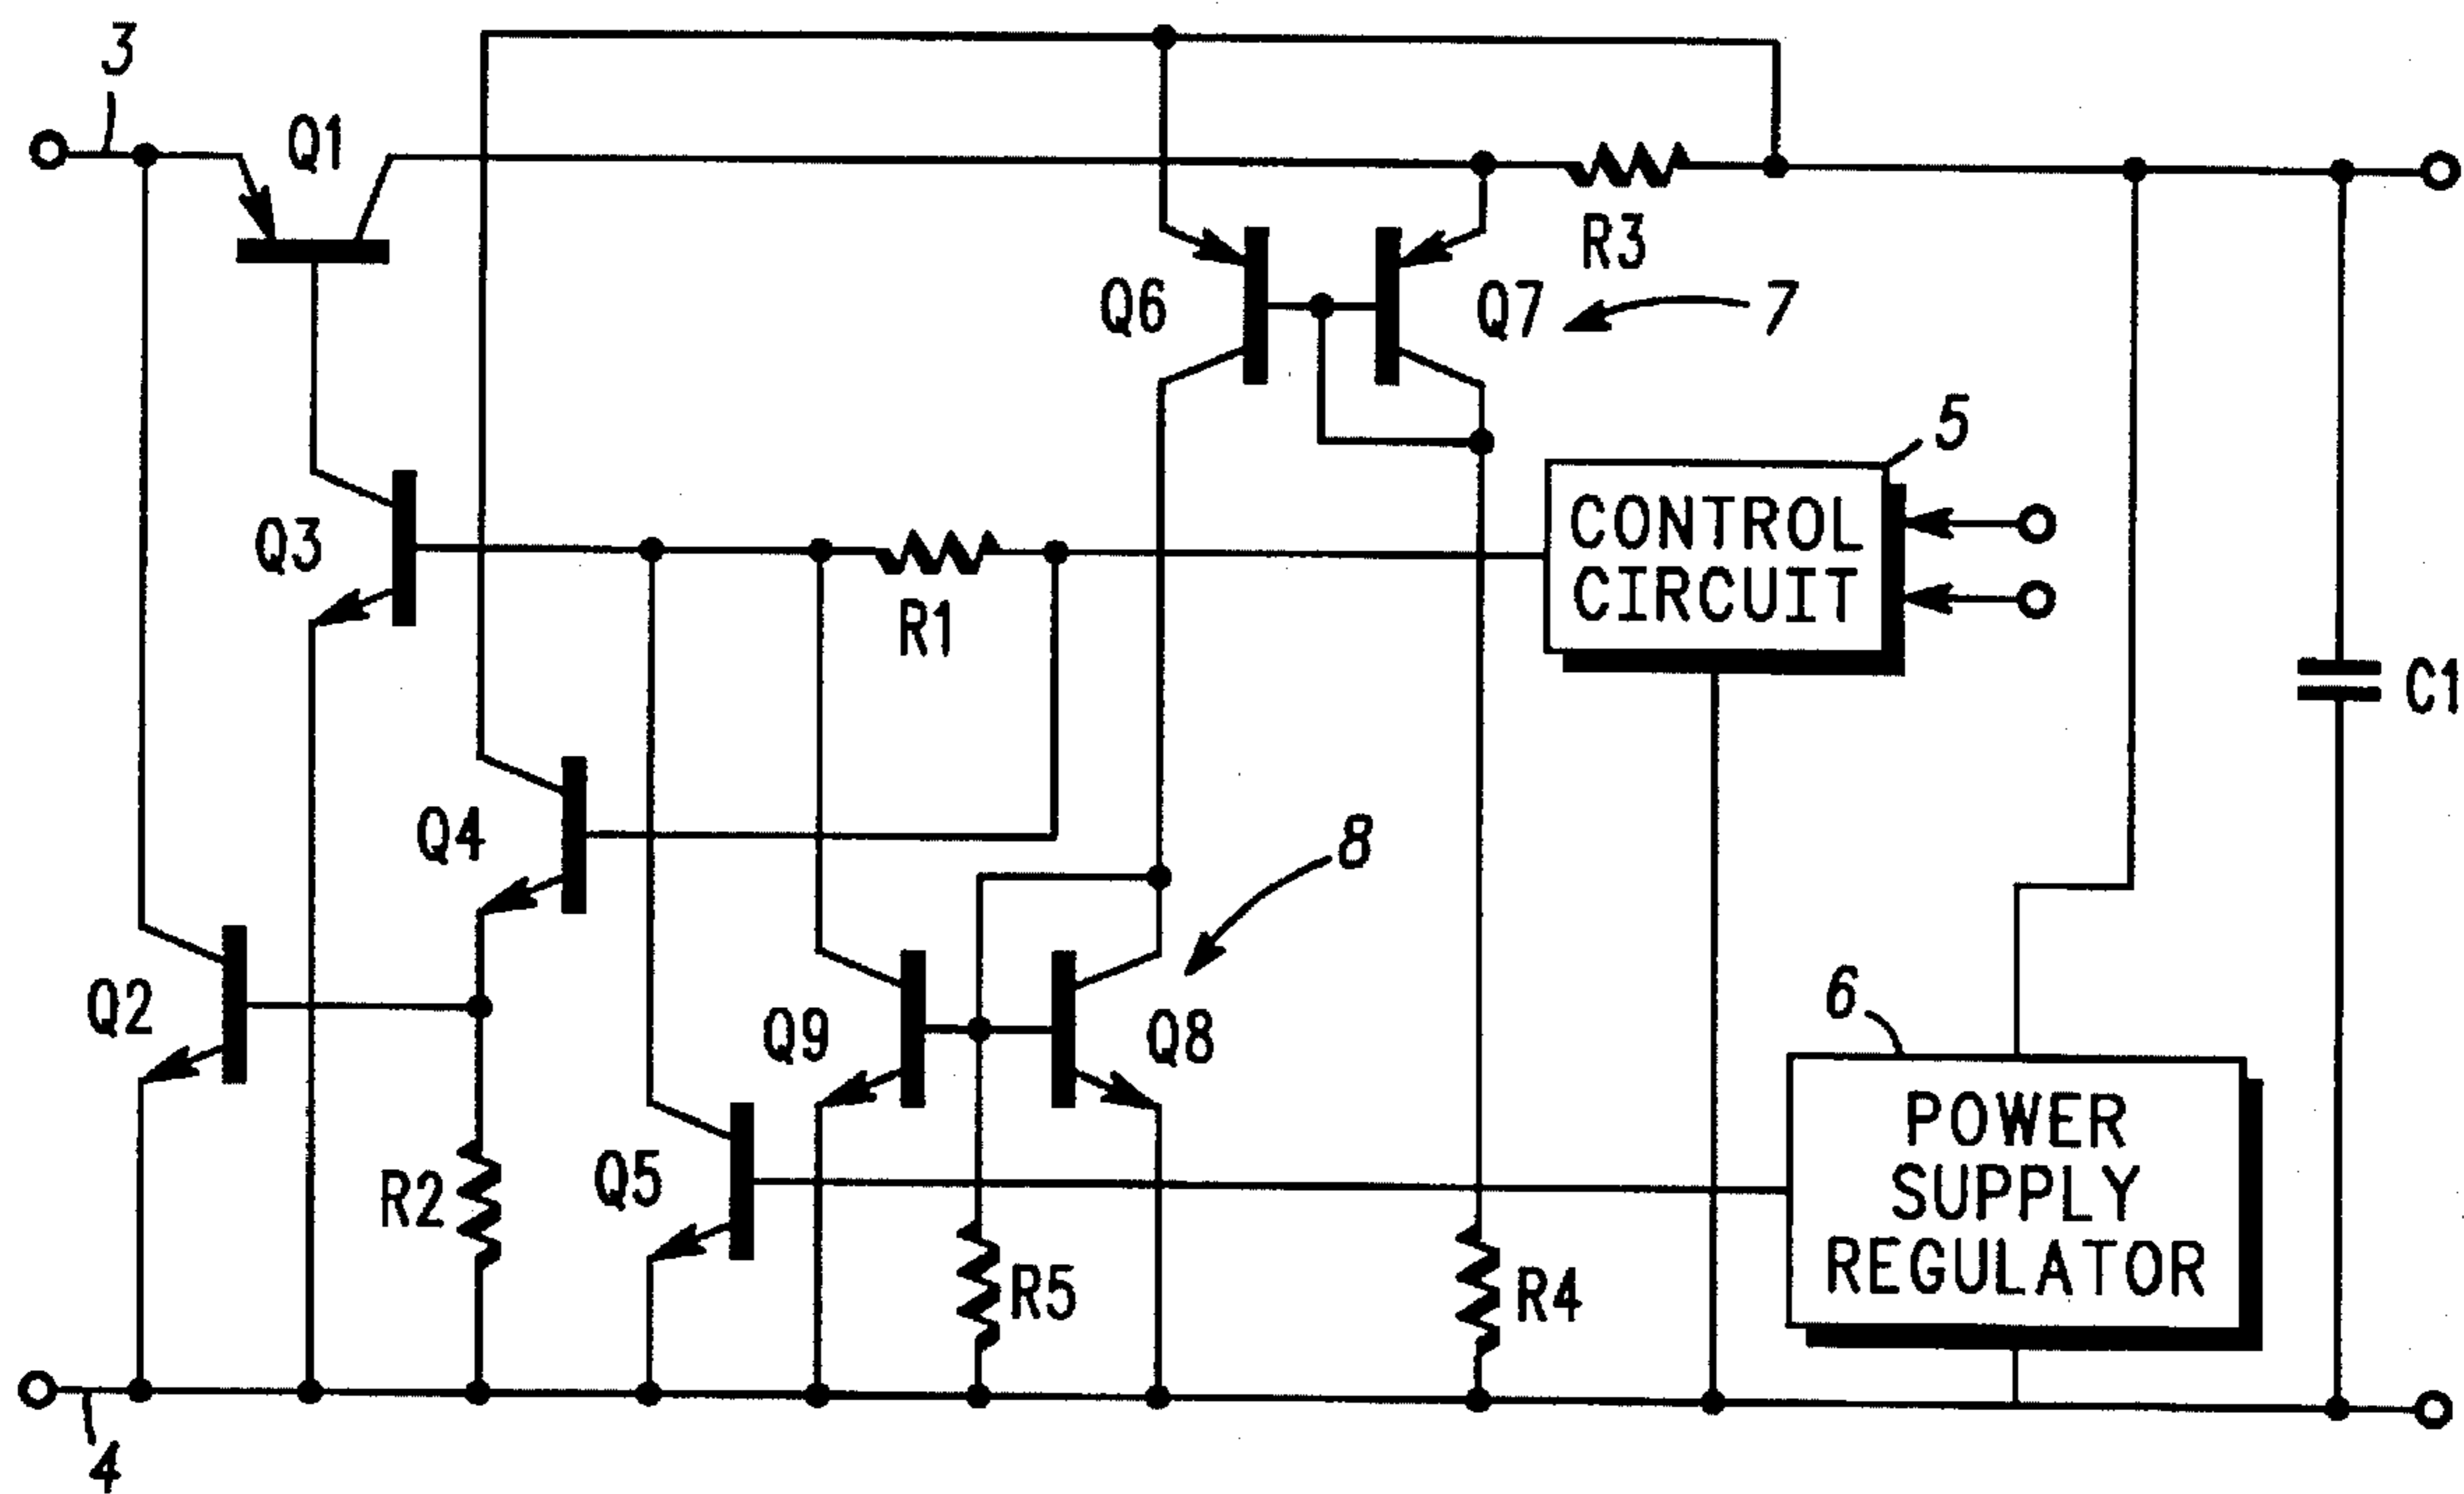 3
Q1
R3
Q6
Q7
7
5
CONTROL
CIRCUIT
Q3
R1
C1
Q4
8
Q2
Q9
Q8
6
POWER
SUPPLY
REGULATOR
R2
Q5
R5
R4
4